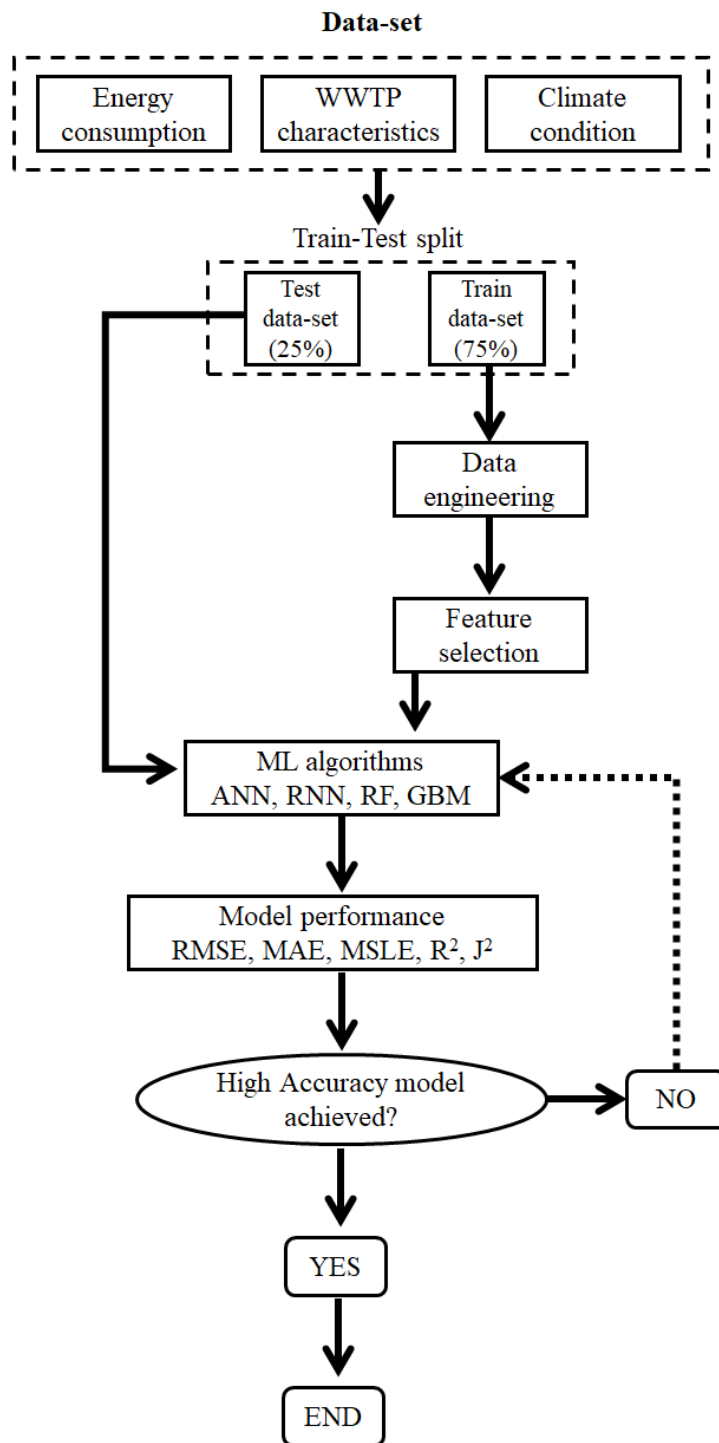 Data-set
Energy
consumption
WWTP
characteristics
Climate
condition
Train-Test split
Test
data-set
(25%)
Train
data-set
(75%)
Data
engineering
Feature
selection
ML algorithms
ANN, RNN, RF, GBM
Model performance
RMSE, MAE, MSLE, R², J²
High Accuracy model
achieved?
NO
YES
END